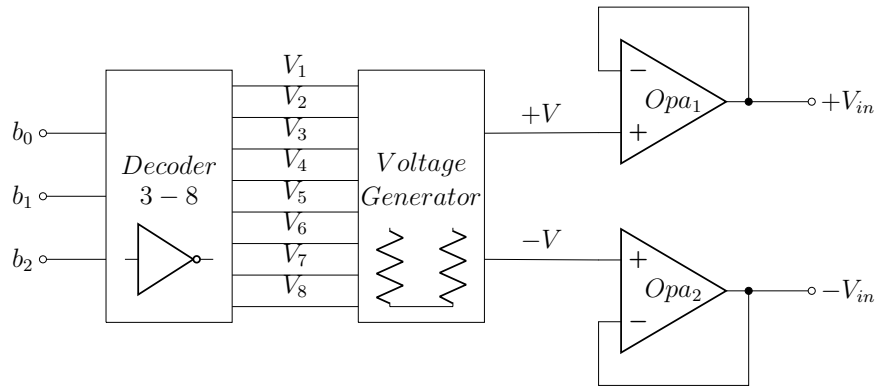 b0
b1
b2
Decoder
3 − 8
V1
V2
V3
V4
V5
V6
V7
V8
Voltage
Generator
+V
−V
−
Opa1
+
+Vin
+
Opa2
−
−Vin